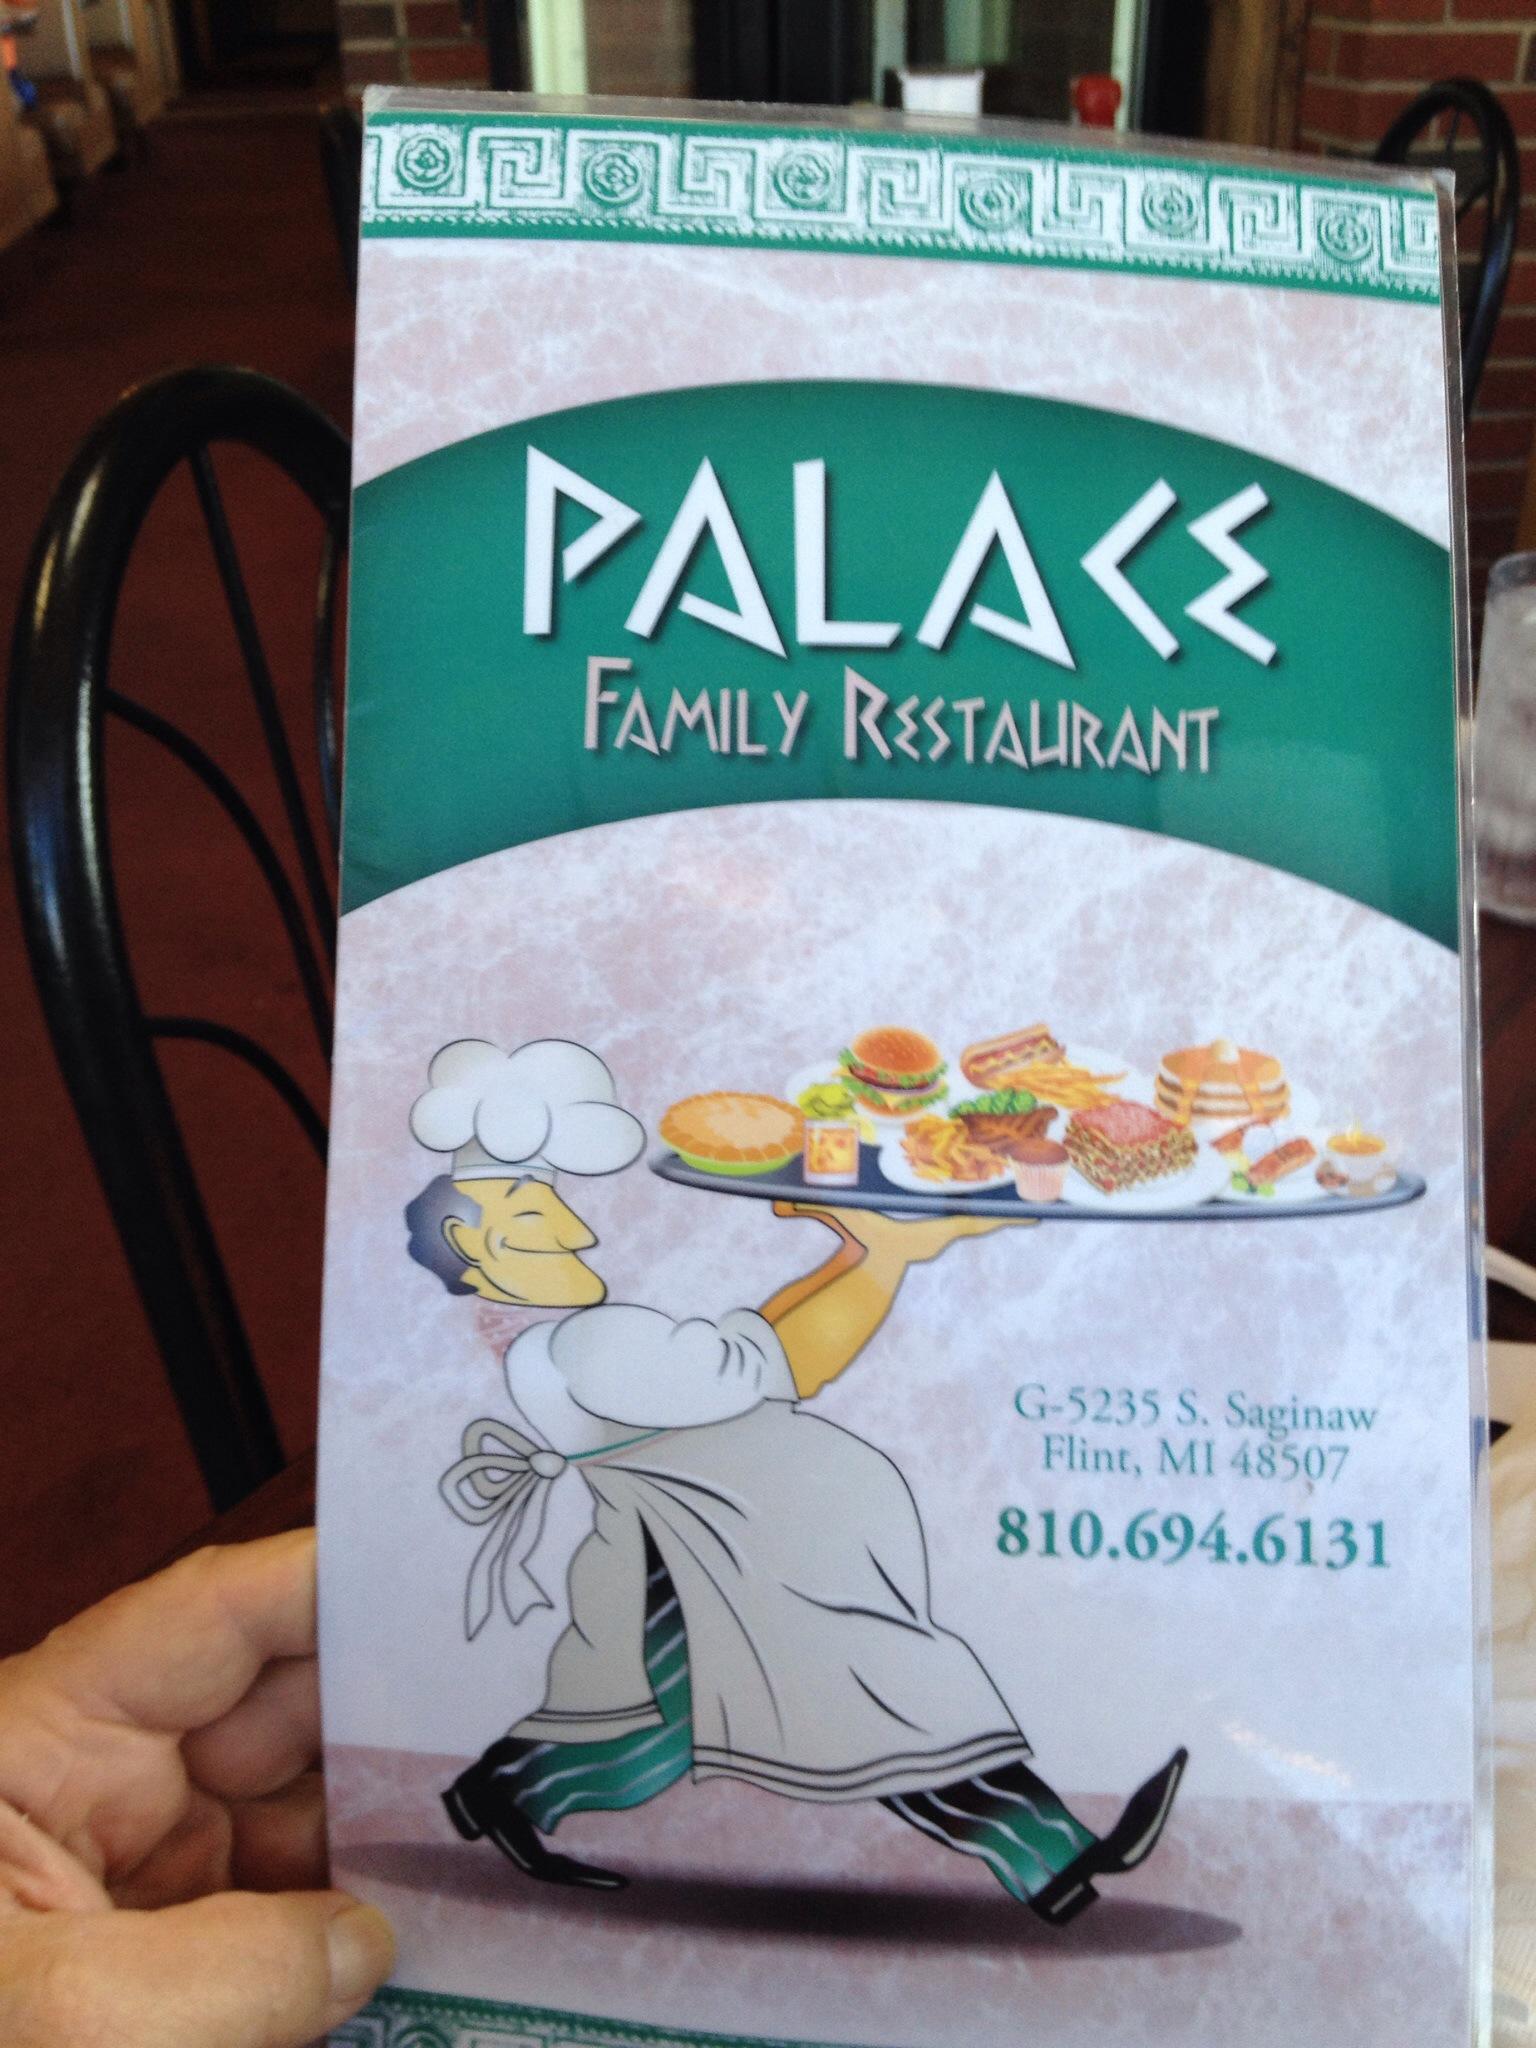 PALACE
FAMILY RESTAURANT
G-5235 S. Saginaw
Flint, MI 48507
810.694.6131